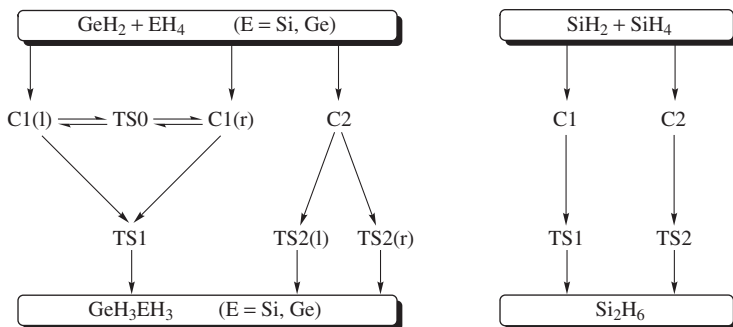 GeH2 + EH4 (E = Si, Ge)
SiH2 + SiH4
C1(l) TS0 C1(r) C2
C1 C2
TS1 TS2(l) TS2(r)
TS1 TS2
GeH3EH3 (E = Si, Ge)
Si2H6